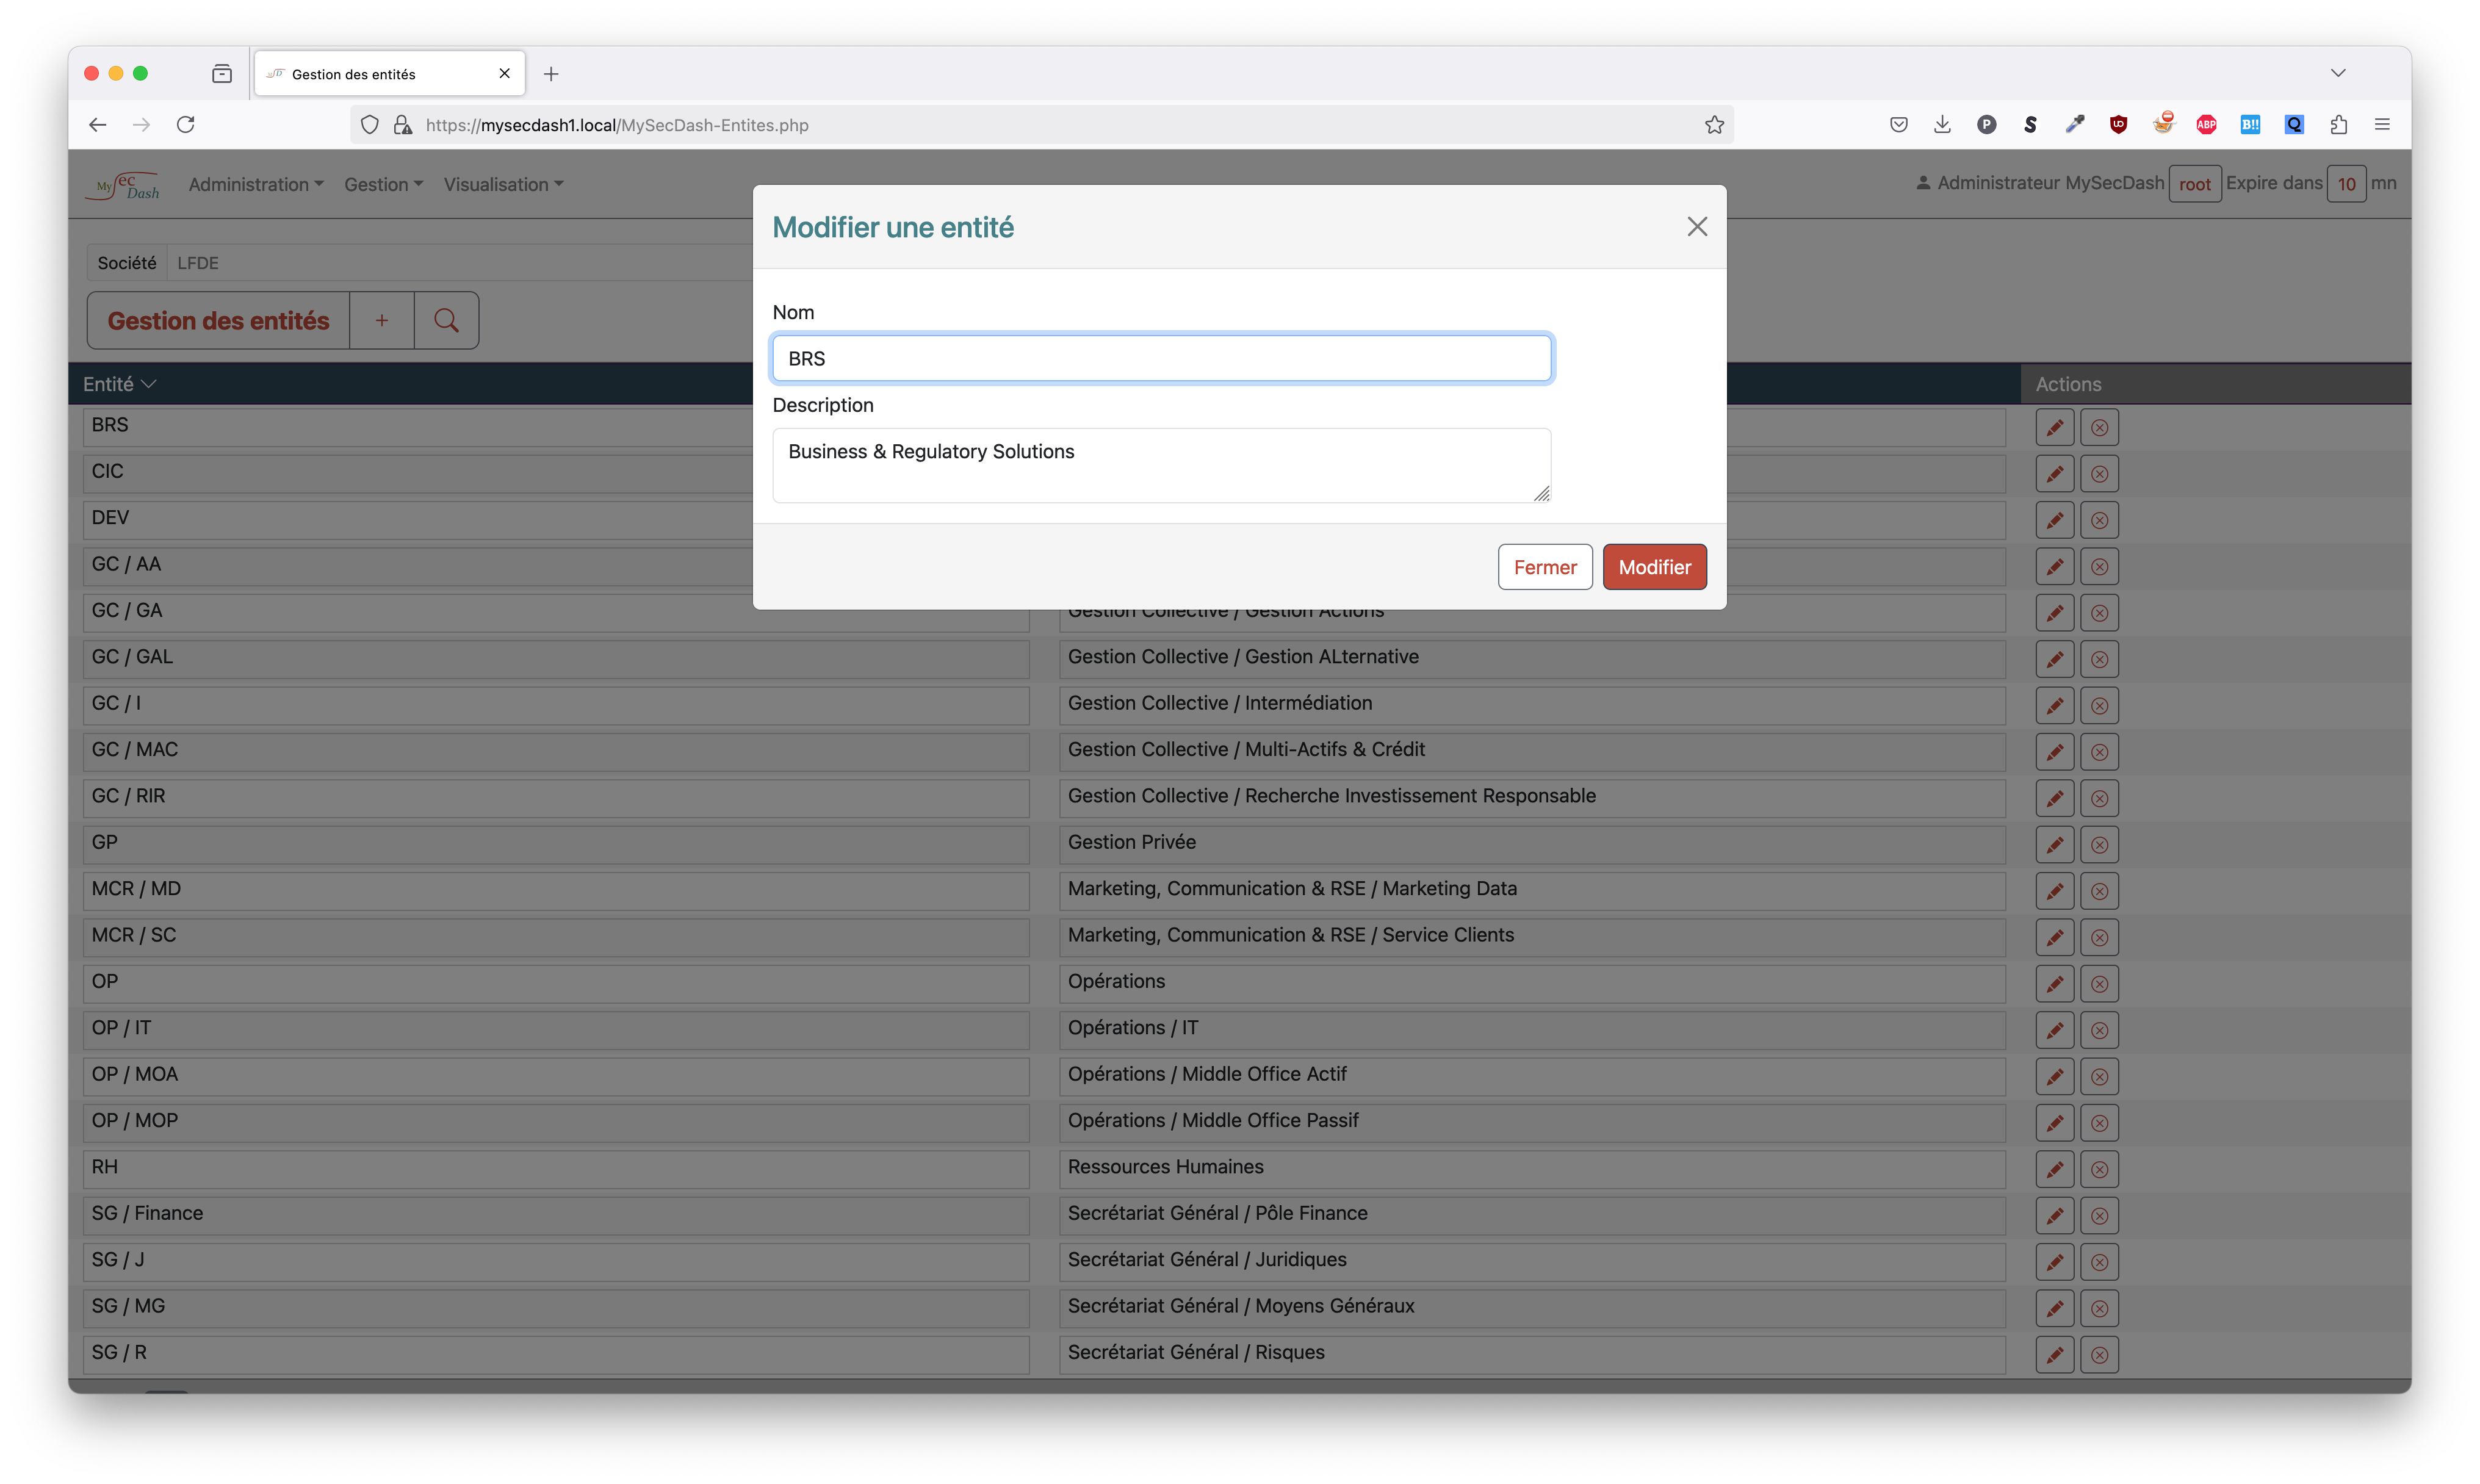 Gestion des entités
https://mysecdash1.local/MySecDash-Entites.php
P S ABP B!! Q
MySecDash Administration Gestion Visualisation
Administrateur MySecDash root Expire dans 10 mn
Société LFDE
Gestion des entités +
Modifier une entité
Nom
BRS
Description
Business & Regulatory Solutions
Fermer Modifier
Entité Actions
BRS
CIC
DEV
GC / AA
GC / GA Gestion Collective / Gestion Actions
GC / GAL Gestion Collective / Gestion ALternative
GC / I Gestion Collective / Intermédiation
GC / MAC Gestion Collective / Multi-Actifs & Crédit
GC / RIR Gestion Collective / Recherche Investissement Responsable
GP Gestion Privée
MCR / MD Marketing, Communication & RSE / Marketing Data
MCR / SC Marketing, Communication & RSE / Service Clients
OP Opérations
OP / IT Opérations / IT
OP / MOA Opérations / Middle Office Actif
OP / MOP Opérations / Middle Office Passif
RH Ressources Humaines
SG / Finance Secrétariat Général / Pôle Finance
SG / J Secrétariat Général / Juridiques
SG / MG Secrétariat Général / Moyens Généraux
SG / R Secrétariat Général / Risques